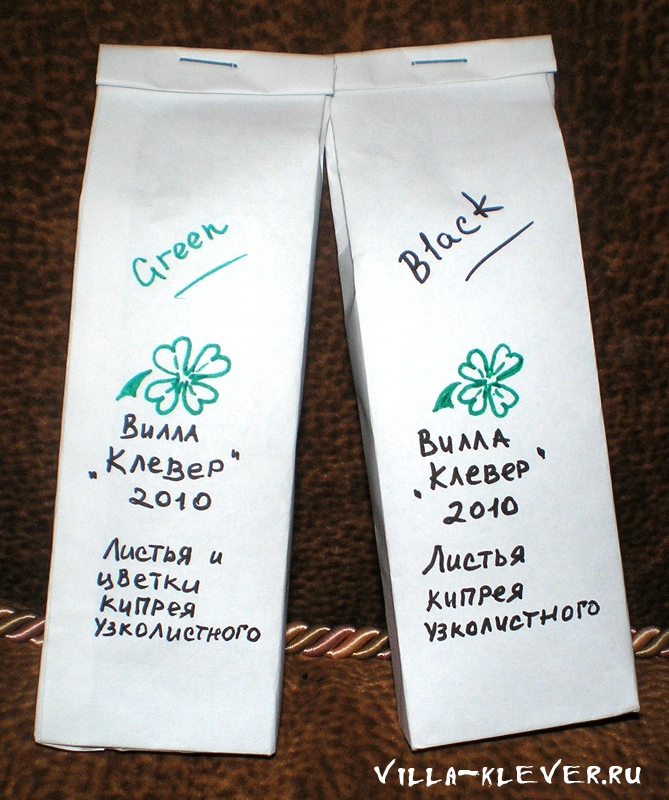 Green
Вилла
„Клевер"
2010
Листья и
цветки
кипрея
узколистного
Black
Вилла
„Клевер"
2010
Листья
кипрея
узколистного
VILLA-KLEVER.RU